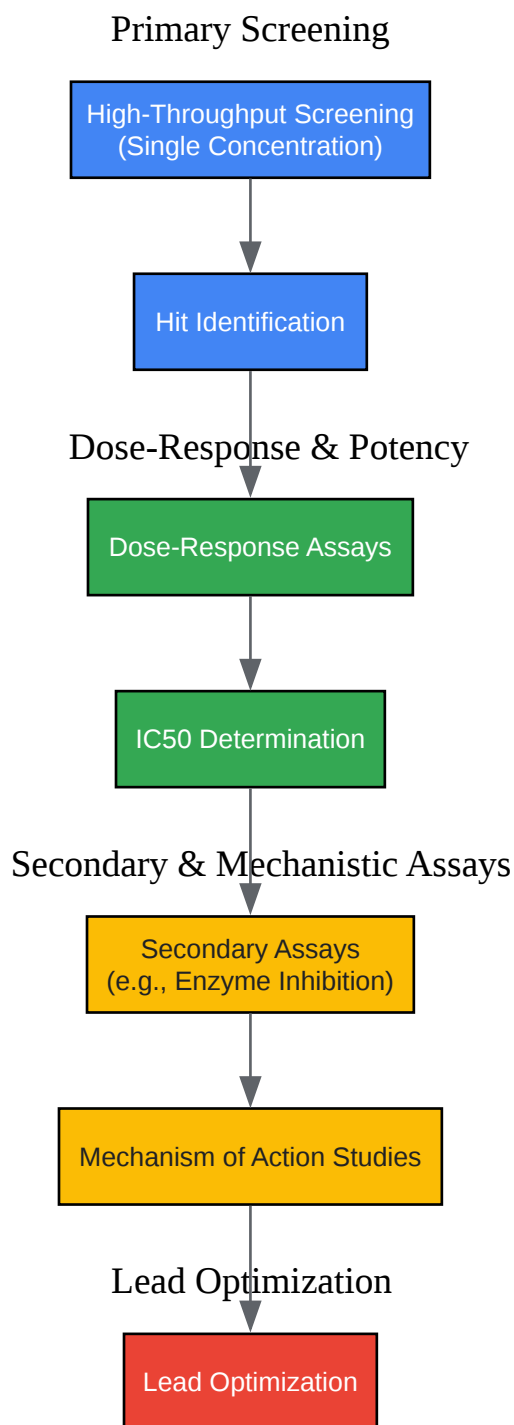 Primary Screening
High-Throughput Screening
(Single Concentration)
Hit Identification
Dose-Response & Potency
Dose-Response Assays
IC50 Determination
Secondary & Mechanistic Assays
Secondary Assays
(e.g., Enzyme Inhibition)
Mechanism of Action Studies
Lead Optimization
Lead Optimization